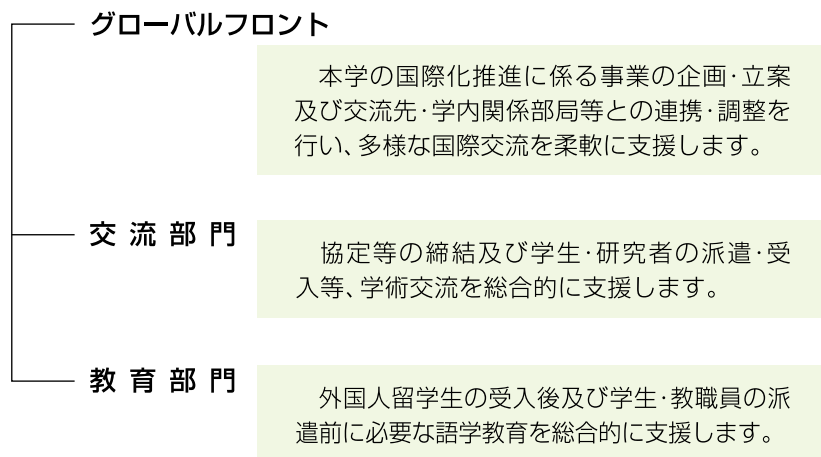 グローバルフロント
本学の国際化推進に係る事業の企画・立案
及び交流先・学内関係部局等との連携・調整を
行い、多様な国際交流を柔軟に支援します。
交流部門
協定等の締結及び学生・研究者の派遣・受
入等、学術交流を総合的に支援します。
教育部門
外国人留学生の受入後及び学生・教職員の派
遣前に必要な語学教育を総合的に支援します。